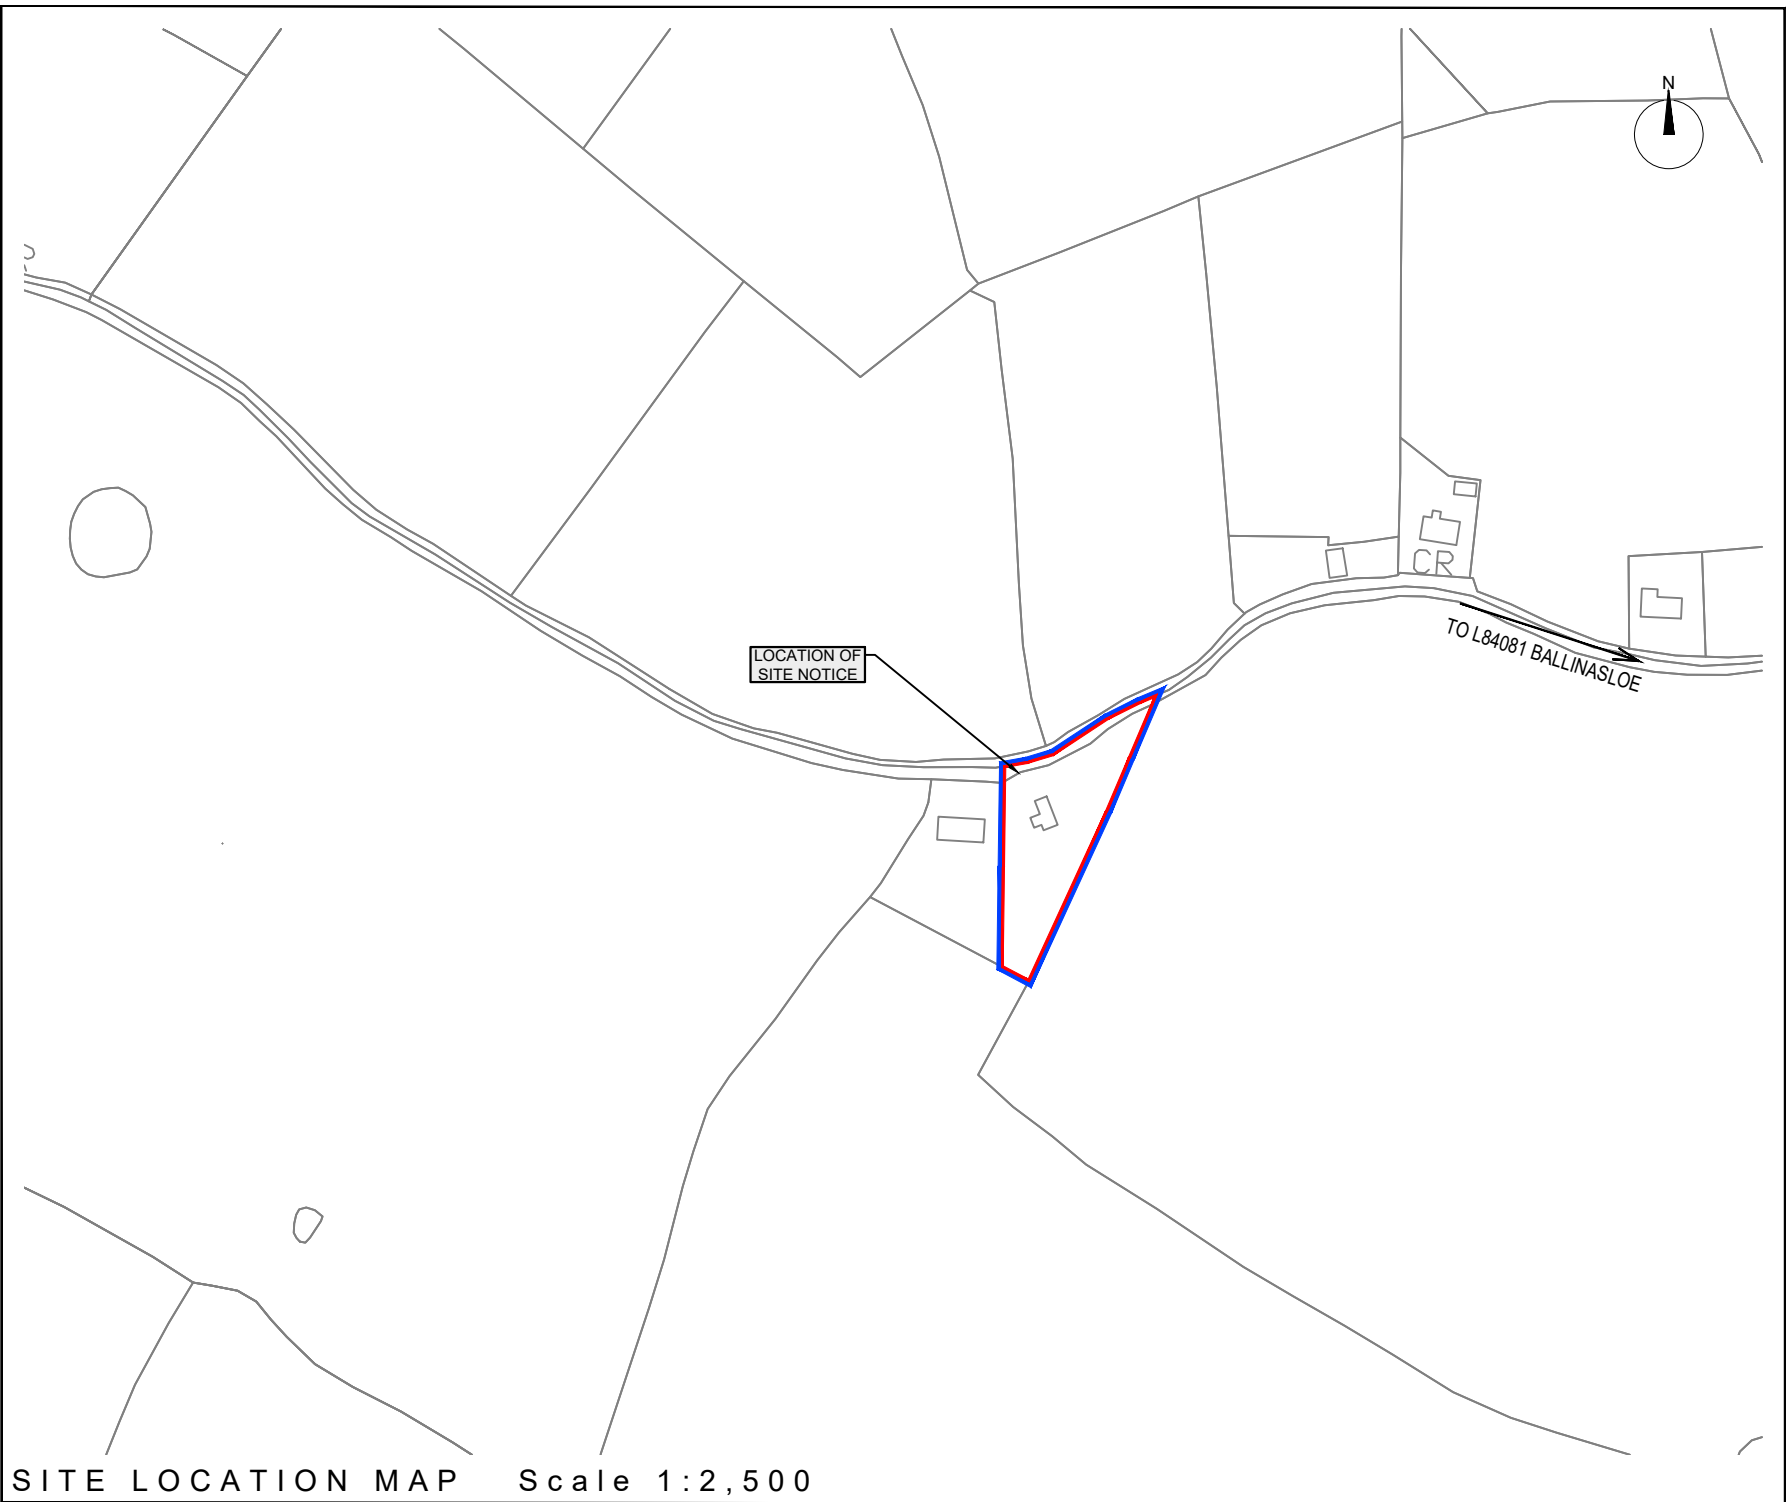 N
CR
TO L84081 BALLINASLOE
LOCATION OF
SITE NOTICE
SITE LOCATION MAP Scale 1:2,500